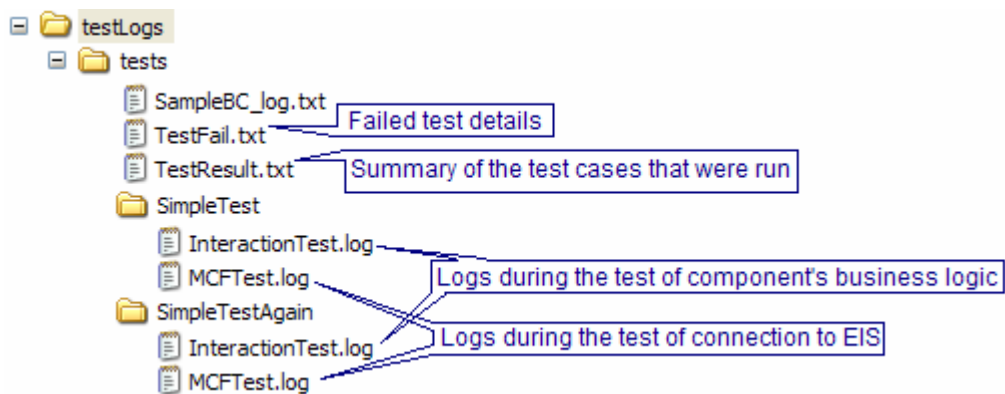 testLogs
tests
SampleBC_log.txt
Failed test details
TestFail.txt
TestResult.txt
Summary of the test cases that were run
SimpleTest
InteractionTest.log
MCFTest.log
Logs during the test of component's business logic
SimpleTestAgain
Logs during the test of connection to EIS
InteractionTest.log
MCFTest.log